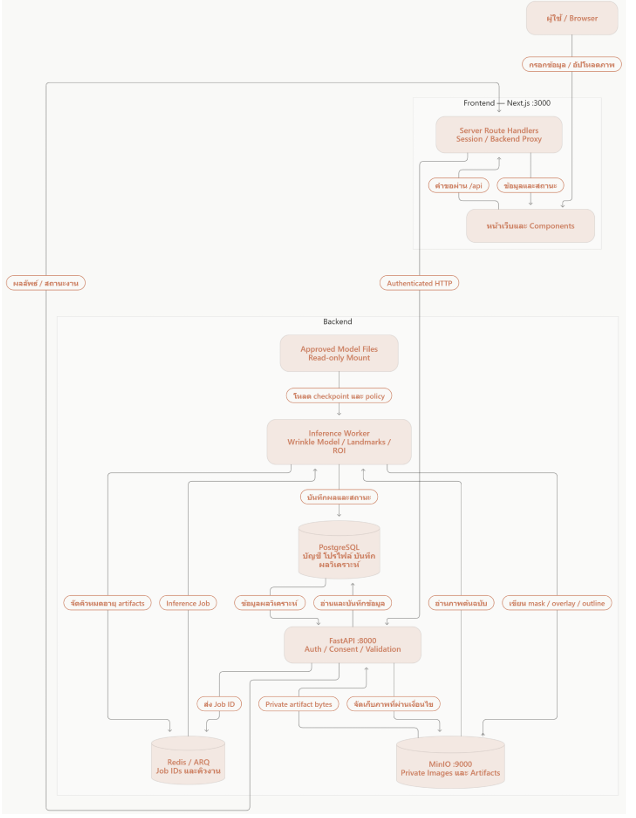 ผู้ใช้ / Browser
กรอกข้อมูล / อัปโหลดภาพ
Frontend — Next.js :3000
Server Route Handlers
Session / Backend Proxy
คำขอผ่าน /api
ข้อมูลและสถานะ
หน้าเว็บและ Components
ผลลัพธ์ / สถานะงาน
Authenticated HTTP
Backend
Approved Model Files
Read-only Mount
โหลด checkpoint และ policy
Inference Worker
Wrinkle Model / Landmarks /
ROI
บันทึกผลและสถานะ
PostgreSQL
บัญชี โปรไฟล์ บันทึก
ผลวิเคราะห์
จัดคิวหมดอายุ artifacts
Inference Job
ข้อมูลผลวิเคราะห์
อ่านและบันทึกข้อมูล
อ่านภาพต้นฉบับ
เขียน mask / overlay / outline
FastAPI :8000
Auth / Consent / Validation
ส่ง Job ID
Private artifact bytes
จัดเก็บภาพที่ผ่านเงื่อนไข
Redis / ARQ
Job IDs และคิวงาน
MinIO :9000
Private Images และ Artifacts